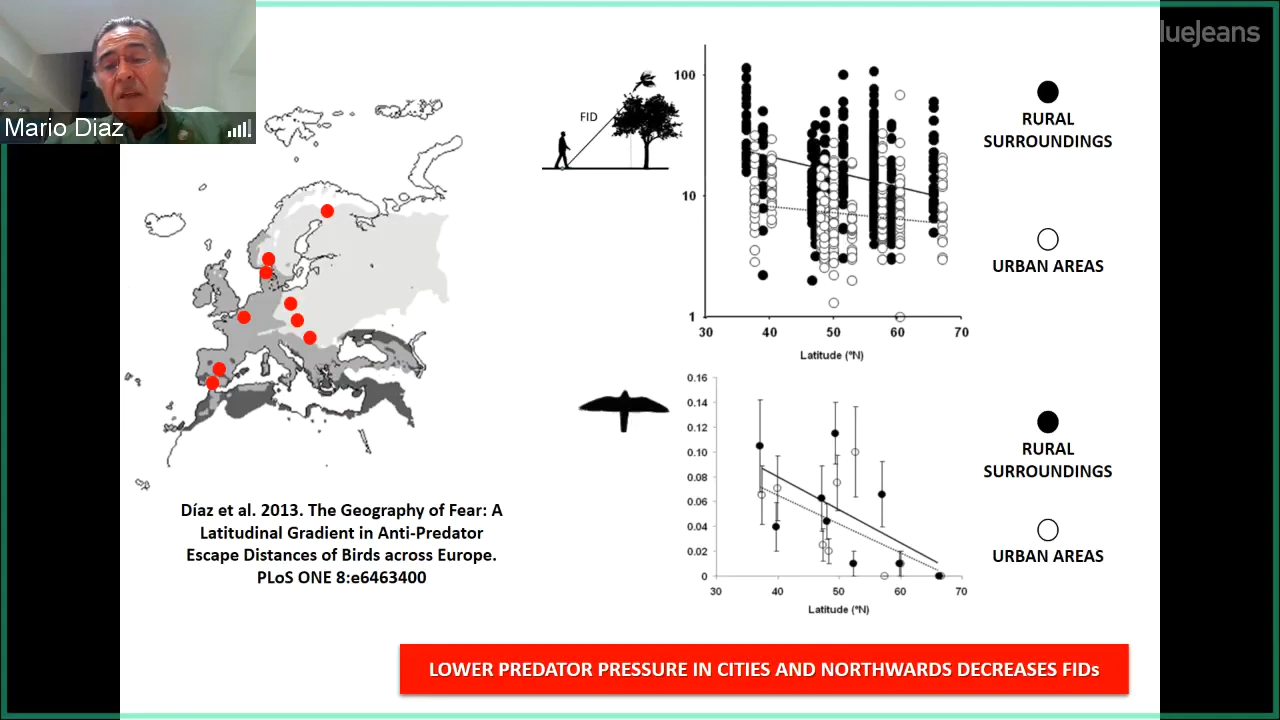 lueJeans
Mario Diaz
FID
100
10
1
30
40
50
60
70
Latitude (°N)
RURAL
SURROUNDINGS
URBAN AREAS
0.16
0.14
0.12
0.10
0.08
0.06
0.04
0.02
0
30
40
50
60
70
Latitude (°N)
RURAL
SURROUNDINGS
URBAN AREAS
Díaz et al. 2013. The Geography of Fear: A
Latitudinal Gradient in Anti-Predator
Escape Distances of Birds across Europe.
PLoS ONE 8:e6463400
LOWER PREDATOR PRESSURE IN CITIES AND NORTHWARDS DECREASES FIDs